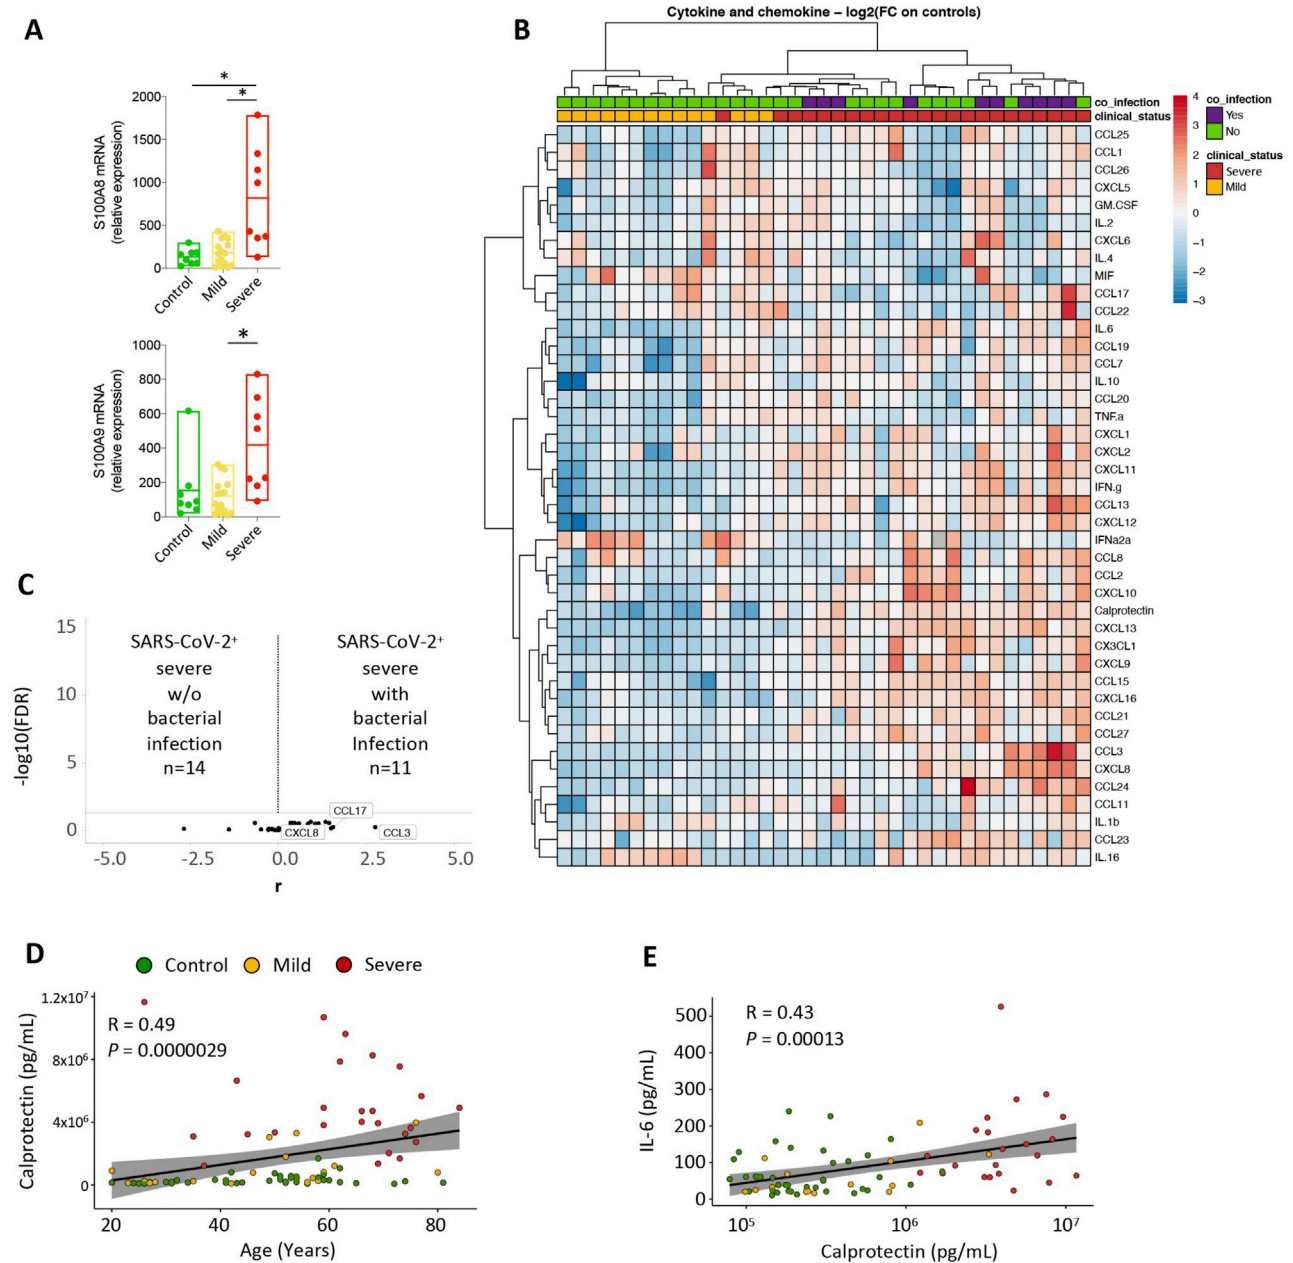 A
S100A8 mRNA
(relative expression)
2000
1500
1000
500
0
*
*
Control
Mild
Severe
S100A9 mRNA
(relative expression)
1000
800
600
400
200
0
*
Control
Mild
Severe
B
Cytokine and chemokine – log2(FC on controls)
co_infection
clinical_status
CCL25
CCL1
CCL26
CXCL5
GM.CSF
IL.2
CXCL6
IL.4
MIF
CCL17
CCL22
IL.6
CCL19
CCL7
IL.10
CCL20
TNF.a
CXCL1
CXCL2
CXCL11
IFN.g
CCL13
CXCL12
IFNa2a
CCL8
CCL2
CXCL10
Calprotectin
CXCL13
CX3CL1
CXCL9
CCL15
CXCL16
CCL21
CCL27
CCL3
CXCL8
CCL24
CCL11
IL.1b
CCL23
IL.16
4
3
2
1
0
−1
−2
−3
co_infection
Yes
No
clinical_status
Severe
Mild
C
-log10(FDR)
15
10
5
0
SARS-CoV-2+
severe
w/o
bacterial
infection
n=14
SARS-CoV-2+
severe
with
bacterial
Infection
n=11
CCL17
CXCL8
CCL3
-5.0
-2.5
0.0
2.5
5.0
r
D
Control
Mild
Severe
Calprotectin (pg/mL)
1.2x10⁷
8x10⁶
4x10⁶
0
R = 0.49
P = 0.0000029
20
40
60
80
Age (Years)
E
IL-6 (pg/mL)
500
400
300
200
100
0
R = 0.43
P = 0.00013
10⁵
10⁶
10⁷
Calprotectin (pg/mL)